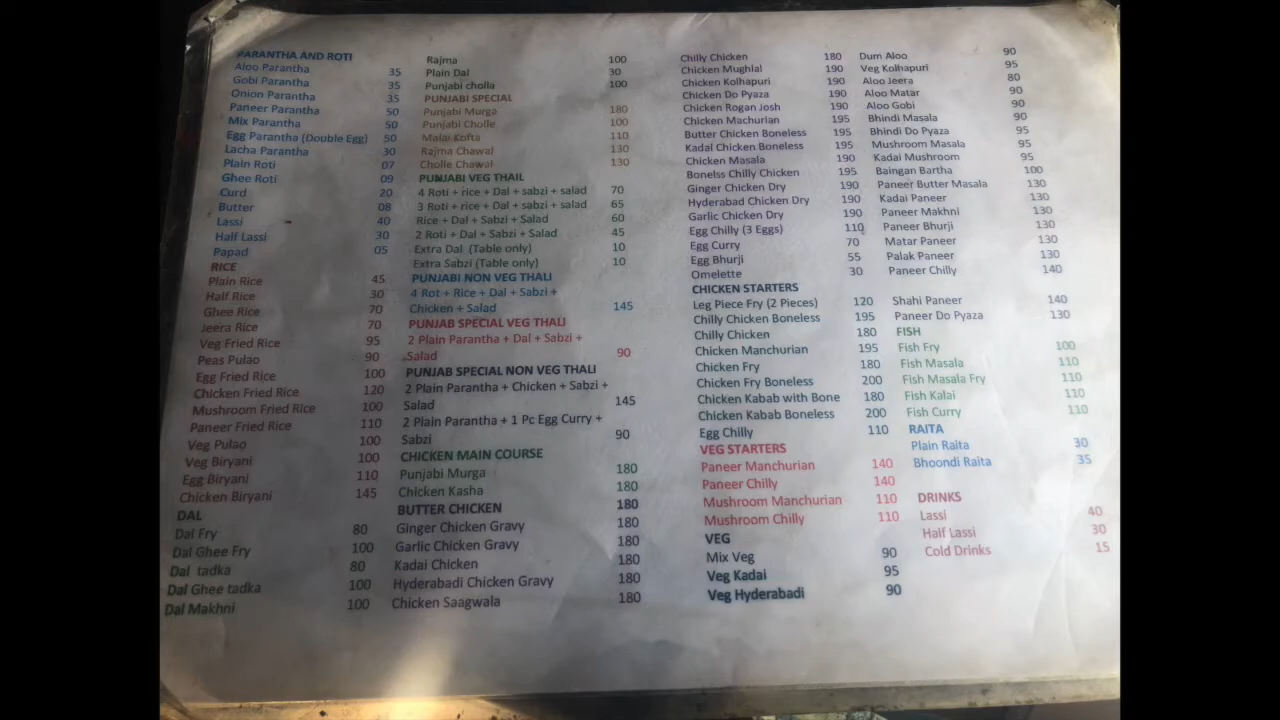 PARANTHA AND ROTI
Aloo Parantha 35
Gobi Parantha 35
Onion Parantha 35
Paneer Parantha 50
Mix Parantha 50
Egg Parantha (Double Egg) 50
Lacha Parantha 30
Plain Roti 07
Ghee Roti 09
Curd 20
Butter 08
Lassi - 40
Half Lassi 30
Papad 05
RICE
Plain Rice 45
Half Rice 30
Ghee Rice 70
Jeera Rice 70
Veg Fried Rice 95
Peas Pulao 90
Egg Fried Rice 100
Chicken Fried Rice 120
Mushroom Fried Rice 100
Paneer Fried Rice 110
Veg Pulao 100
Veg Biryani 100
Egg Biryani 110
Chicken Biryani 145
DAL
Dal Fry 80
Dal Ghee Fry 100
Dal tadka 80
Dal Ghee tadka 100
Dal Makhni 100
Rajma 100
Plain Dal 30
Punjabi cholla 100
PUNJABI SPECIAL
Punjabi Murga 180
Punjabi Cholle 100
Malai Kofta 110
Rajma Chawal 130
Cholle Chawal 130
PUNJABI VEG THAIL
4 Roti + rice + Dal + sabzi + salad 70
3 Roti + rice + Dal + sabzi + salad 65
Rice + Dal + Sabzi + Salad 60
2 Roti + Dal + Sabzi + Salad 45
Extra Dal (Table only) 10
Extra Sabzi (Table only) 10
PUNJABI NON VEG THALI
4 Rot + Rice + Dal + Sabzi +
Chicken + Salad 145
PUNJAB SPECIAL VEG THALI
2 Plain Parantha + Dal + Sabzi +
Salad 90
PUNJAB SPECIAL NON VEG THALI
2 Plain Parantha + Chicken + Sabzi +
Salad 145
2 Plain Parantha + 1 Pc Egg Curry +
Sabzi 90
CHICKEN MAIN COURSE
Punjabi Murga 180
Chicken Kasha 180
BUTTER CHICKEN 180
Ginger Chicken Gravy 180
Garlic Chicken Gravy 180
Kadai Chicken 180
Hyderabadi Chicken Gravy 180
Chicken Saagwala 180
Chilly Chicken 180
Chicken Mughlal 190
Chicken Kolhapuri 190
Chicken Do Pyaza 190
Chicken Rogan Josh 190
Chicken Machurian 195
Butter Chicken Boneless 195
Kadal Chicken Boneless 195
Chicken Masala 190
Bonelss Chilly Chicken 195
Ginger Chicken Dry 190
Hyderabad Chicken Dry 190
Garlic Chicken Dry 190
Egg Chilly (3 Eggs) 110
Egg Curry 70
Egg Bhurji 55
Omelette 30
CHICKEN STARTERS
Leg Piece Fry (2 Pieces) 120
Chilly Chicken Boneless 195
Chilly Chicken 180
Chicken Manchurian 195
Chicken Fry 180
Chicken Fry Boneless 200
Chicken Kabab with Bone 180
Chicken Kabab Boneless 200
Egg Chilly 110
VEG STARTERS
Paneer Manchurian 140
Paneer Chilly 140
Mushroom Manchurian 110
Mushroom Chilly 110
VEG
Mix Veg 90
Veg Kadai 95
Veg Hyderabadi 90
Dum Aloo 90
Veg Kolhapuri 95
Aloo Jeera 80
Aloo Matar 90
Aloo Gobi 90
Bhindi Masala 90
Bhindi Do Pyaza 95
Mushroom Masala 95
Kadai Mushroom 95
Baingan Bartha 100
Paneer Butter Masala 130
Kadai Paneer 130
Paneer Makhni 130
Paneer Bhurji 130
Matar Paneer 130
Palak Paneer 130
Paneer Chilly 140
Shahi Paneer 140
Paneer Do Pyaza 130
FISH
Fish Fry 100
Fish Masala 110
Fish Masala Fry 110
Fish Kalai 110
Fish Curry 110
RAITA
Plain Raita 30
Bhoondi Raita 35
DRINKS
Lassi 40
Half Lassi 30
Cold Drinks 15